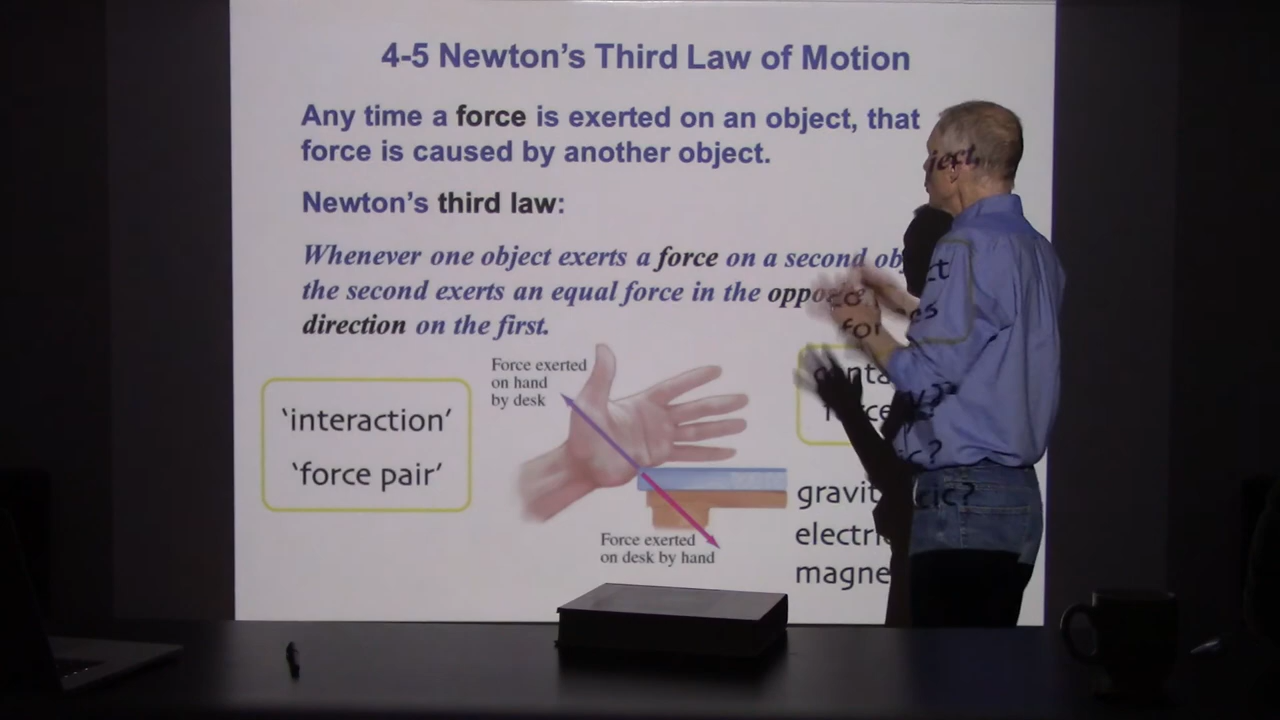 4-5 Newton's Third Law of Motion
Any time a force is exerted on an object, that
force is caused by another object.
Newton's third law:
Whenever one object exerts a force on a second
the second exerts an equal force in the
direction on the first.
Force exerted
on hand
by desk
'interaction'
'force pair'
Force exerted
on desk by hand